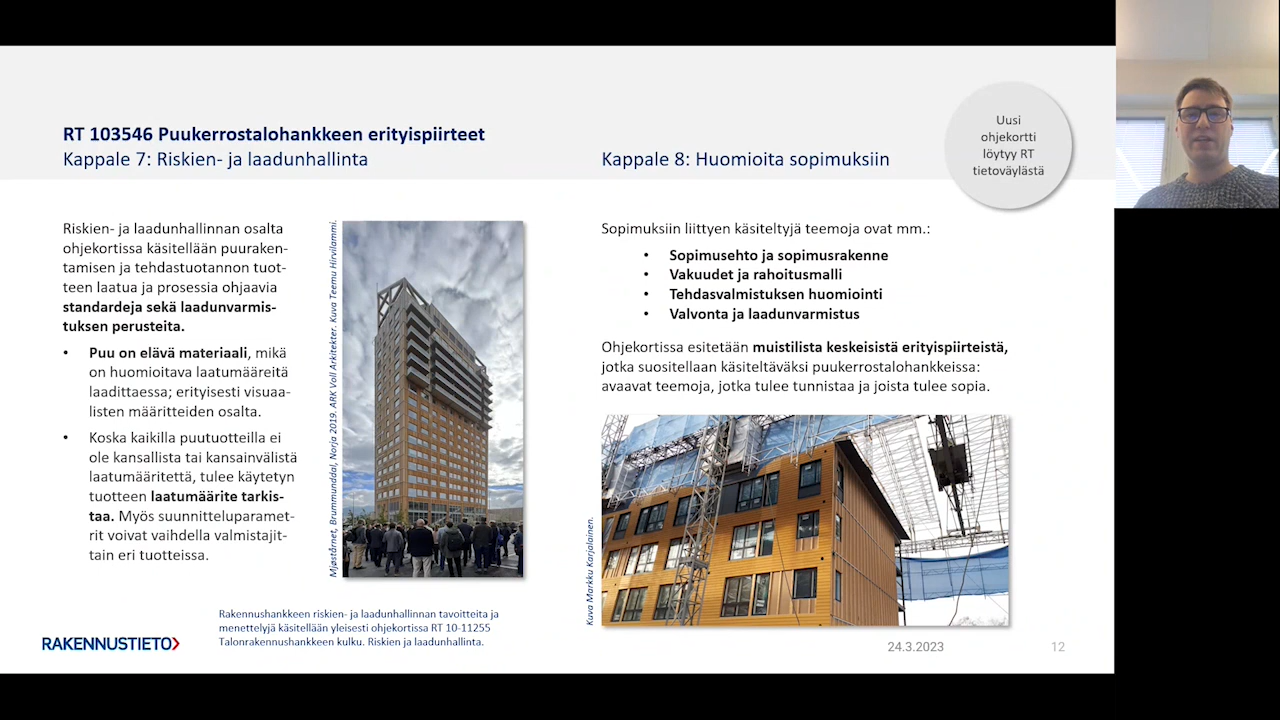 RT 103546 Puukerrostalohankkeen erityispiirteet
Kappale 7: Riskien- ja laadunhallinta
Kappale 8: Huomioita sopimuksiin
Uusi
ohjekortti
löytyy RT
tietoväylästä
Riskien- ja laadunhallinnan osalta
ohjekortissa käsitellään puuraken-
tamisen ja tehdastuotannon tuot-
teen laatua ja prosessia ohjaavia
standardeja sekä laadunvarmis-
tuksen perusteita.
• Puu on elävä materiaali, mikä
on huomioitava laatumääreitä
laadittaessa; erityisesti visuaa-
listen määritteiden osalta.
• Koska kaikilla puutuotteilla ei
ole kansallista tai kansainvälistä
laatumääritettä, tulee käytetyn
tuotteen laatumäärite tarkis-
taa. Myös suunnitteluparamet-
rit voivat vaihdella valmistajit-
tain eri tuotteissa.
Mjøstårnet, Brummunddal, Norja 2019. ARK Voll Arkitekter. Kuva Teemu Hirvilammi.
Rakennushankkeen riskien- ja laadunhallinnan tavoitteita ja
menettelyjä käsitellään yleisesti ohjekortissa RT 10-11255
Talonrakennushankkeen kulku. Riskien ja laadunhallinta.
Sopimuksiin liittyen käsiteltyjä teemoja ovat mm.:
• Sopimusehto ja sopimusrakenne
• Vakuudet ja rahoitusmalli
• Tehdasvalmistuksen huomiointi
• Valvonta ja laadunvarmistus
Ohjekortissa esitetään muistilista keskeisistä erityispiirteistä,
jotka suositellaan käsiteltäväksi puukerrostalohankkeissa:
avaavat teemoja, jotka tulee tunnistaa ja joista tulee sopia.
Kuva Markku Karjalainen.
RAKENNUSTIETO
24.3.2023
12